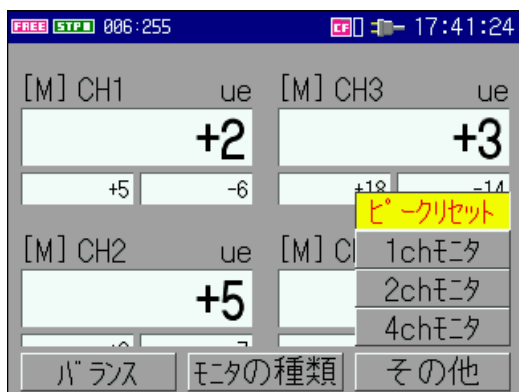 FREE STP 006:255 CF 17:41:24
[M] CH1 ue [M] CH3 ue
+2 +3
+5 -6 +18 -14
ピークリセット
[M] CH2 ue [M] C 1chモニタ
+5 2chモニタ
4chモニタ
バランス モニタの種類 その他